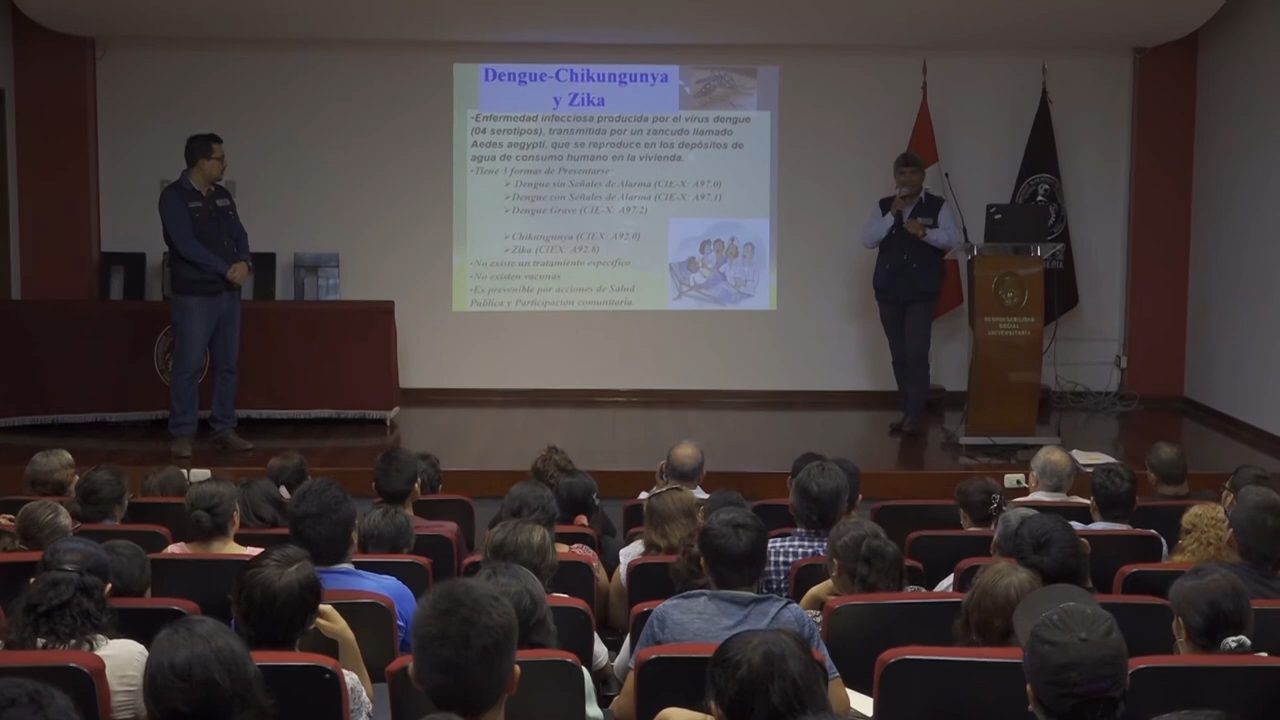 Dengue-Chikungunya
y Zika
•Enfermedad infecciosa producida por el virus dengue
(04 serotipos), transmitida por un zancudo llamado
Aedes aegypti, que se reproduce en los depósitos de
agua de consumo humano en la vivienda.
•Tiene 3 formas de Presentarse
➢ Dengue sin Señales de Alarma (CIE-X: A97.0)
➢Dengue con Señales de Alarma (CIE-X: A97.1)
➢Dengue Grave (CIE-X: A97.2)
➢Chikungunya (CIEX: A92.0)
➢Zika (CIEX: A92.8)
•No existe un tratamiento específico
•No existen vacunas
•Es prevenible por acciones de Salud
Publica y Participación comunitaria.
RESPONSABILIDAD
SOCIAL
UNIVERSITARIA